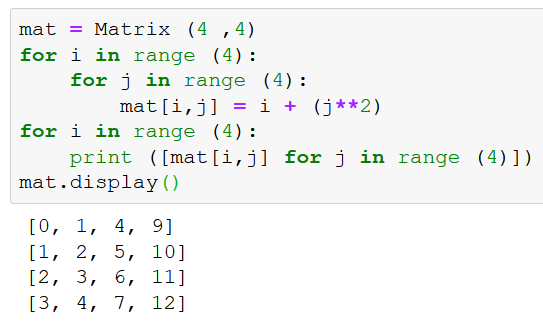 mat = Matrix (4 ,4)
for i in range (4):
    for j in range (4):
        mat[i,j] = i + (j**2)
for i in range (4):
    print ([mat[i,j] for j in range (4)])
mat.display()
[0, 1, 4, 9]
[1, 2, 5, 10]
[2, 3, 6, 11]
[3, 4, 7, 12]